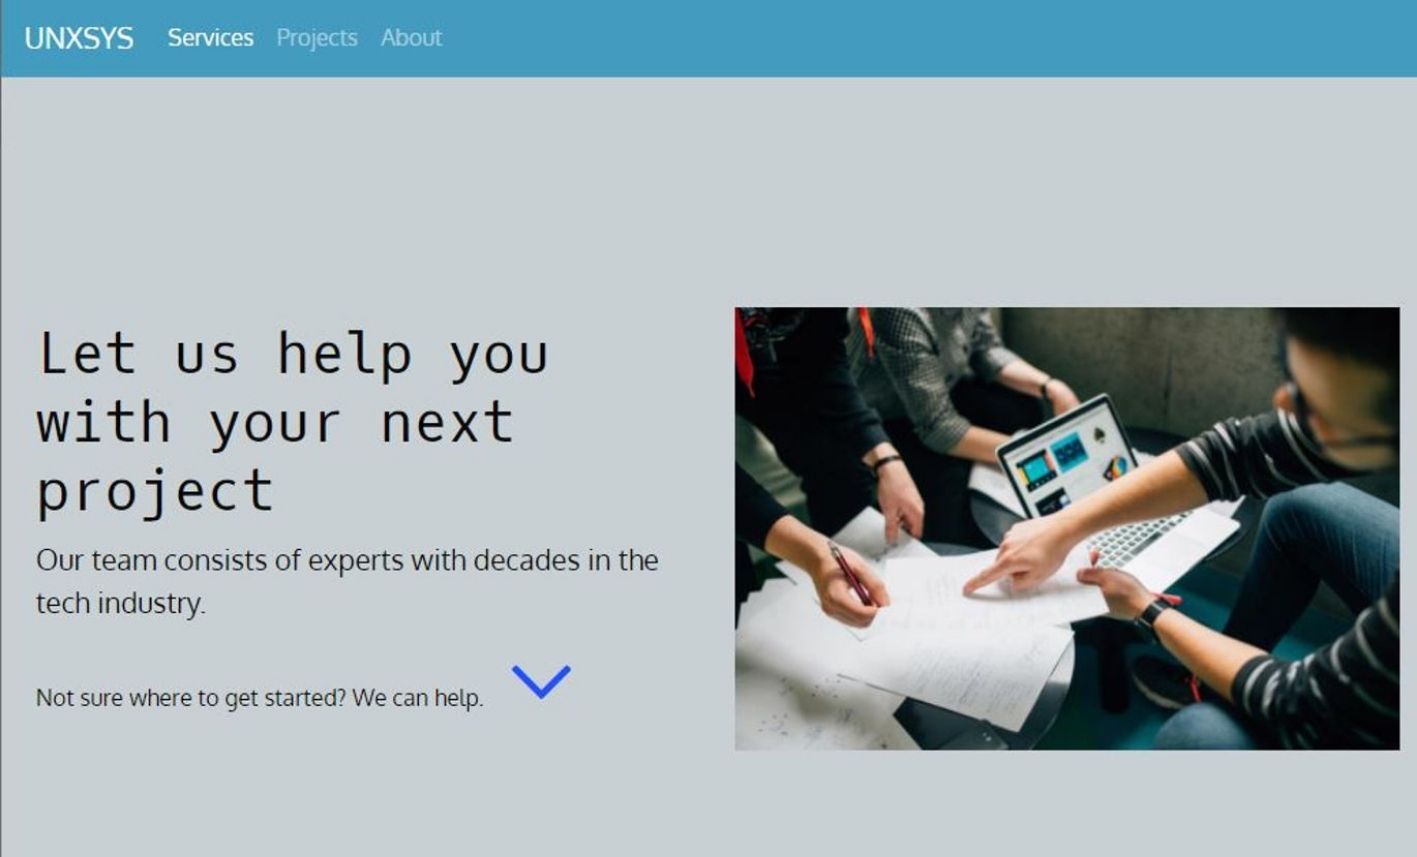 UNXSYS Services Projects About
Let us help you
with your next
project
Our team consists of experts with decades in the
tech industry.
Not sure where to get started? We can help.